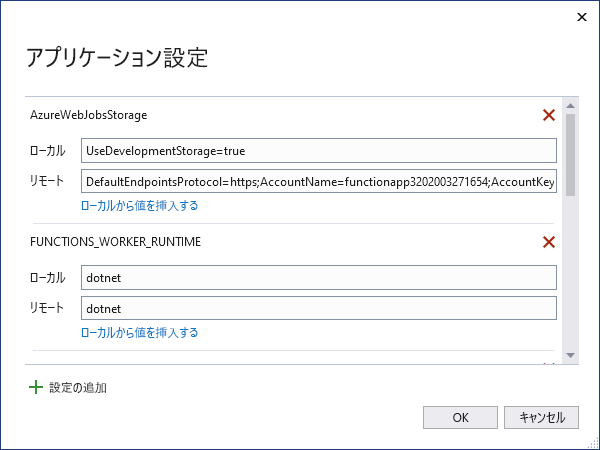 アプリケーション設定
AzureWebJobsStorage
ローカル UseDevelopmentStorage=true
リモート DefaultEndpointsProtocol=https;AccountName=functionapp3202003271654;AccountKey
ローカルから値を挿入する
FUNCTIONS_WORKER_RUNTIME
ローカル dotnet
リモート dotnet
ローカルから値を挿入する
設定の追加
OK キャンセル